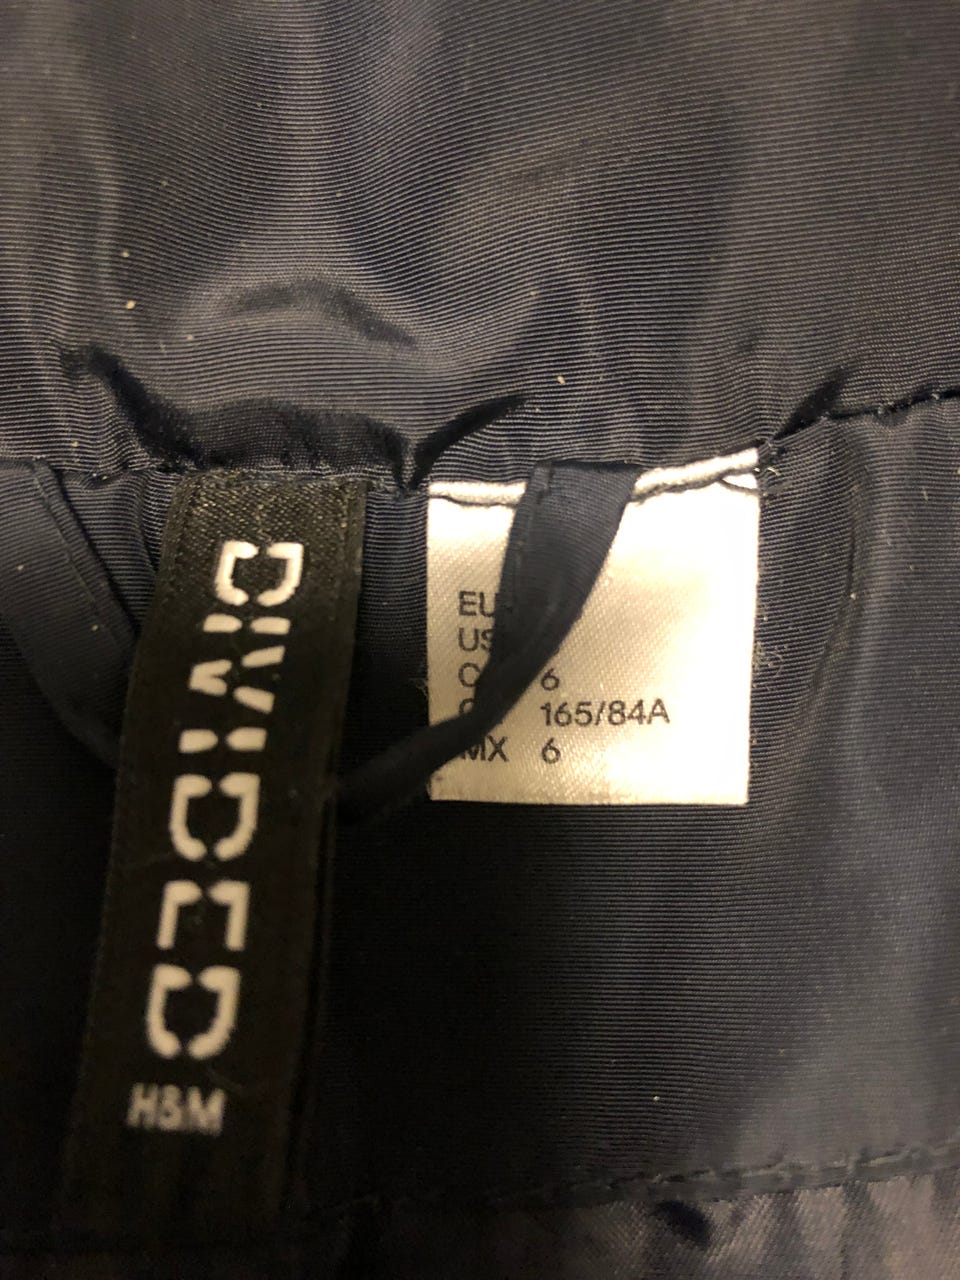 DIVIDED
H&M
EU
US
6
165/84A
MX 6